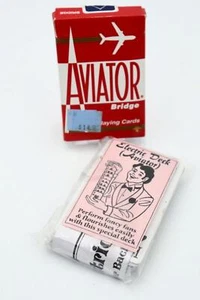 AVIATOR
Bridge
Playing Cards
Electric Deck
(Aviator)
Perform fancy fans
& flourishes easily
with this special deck